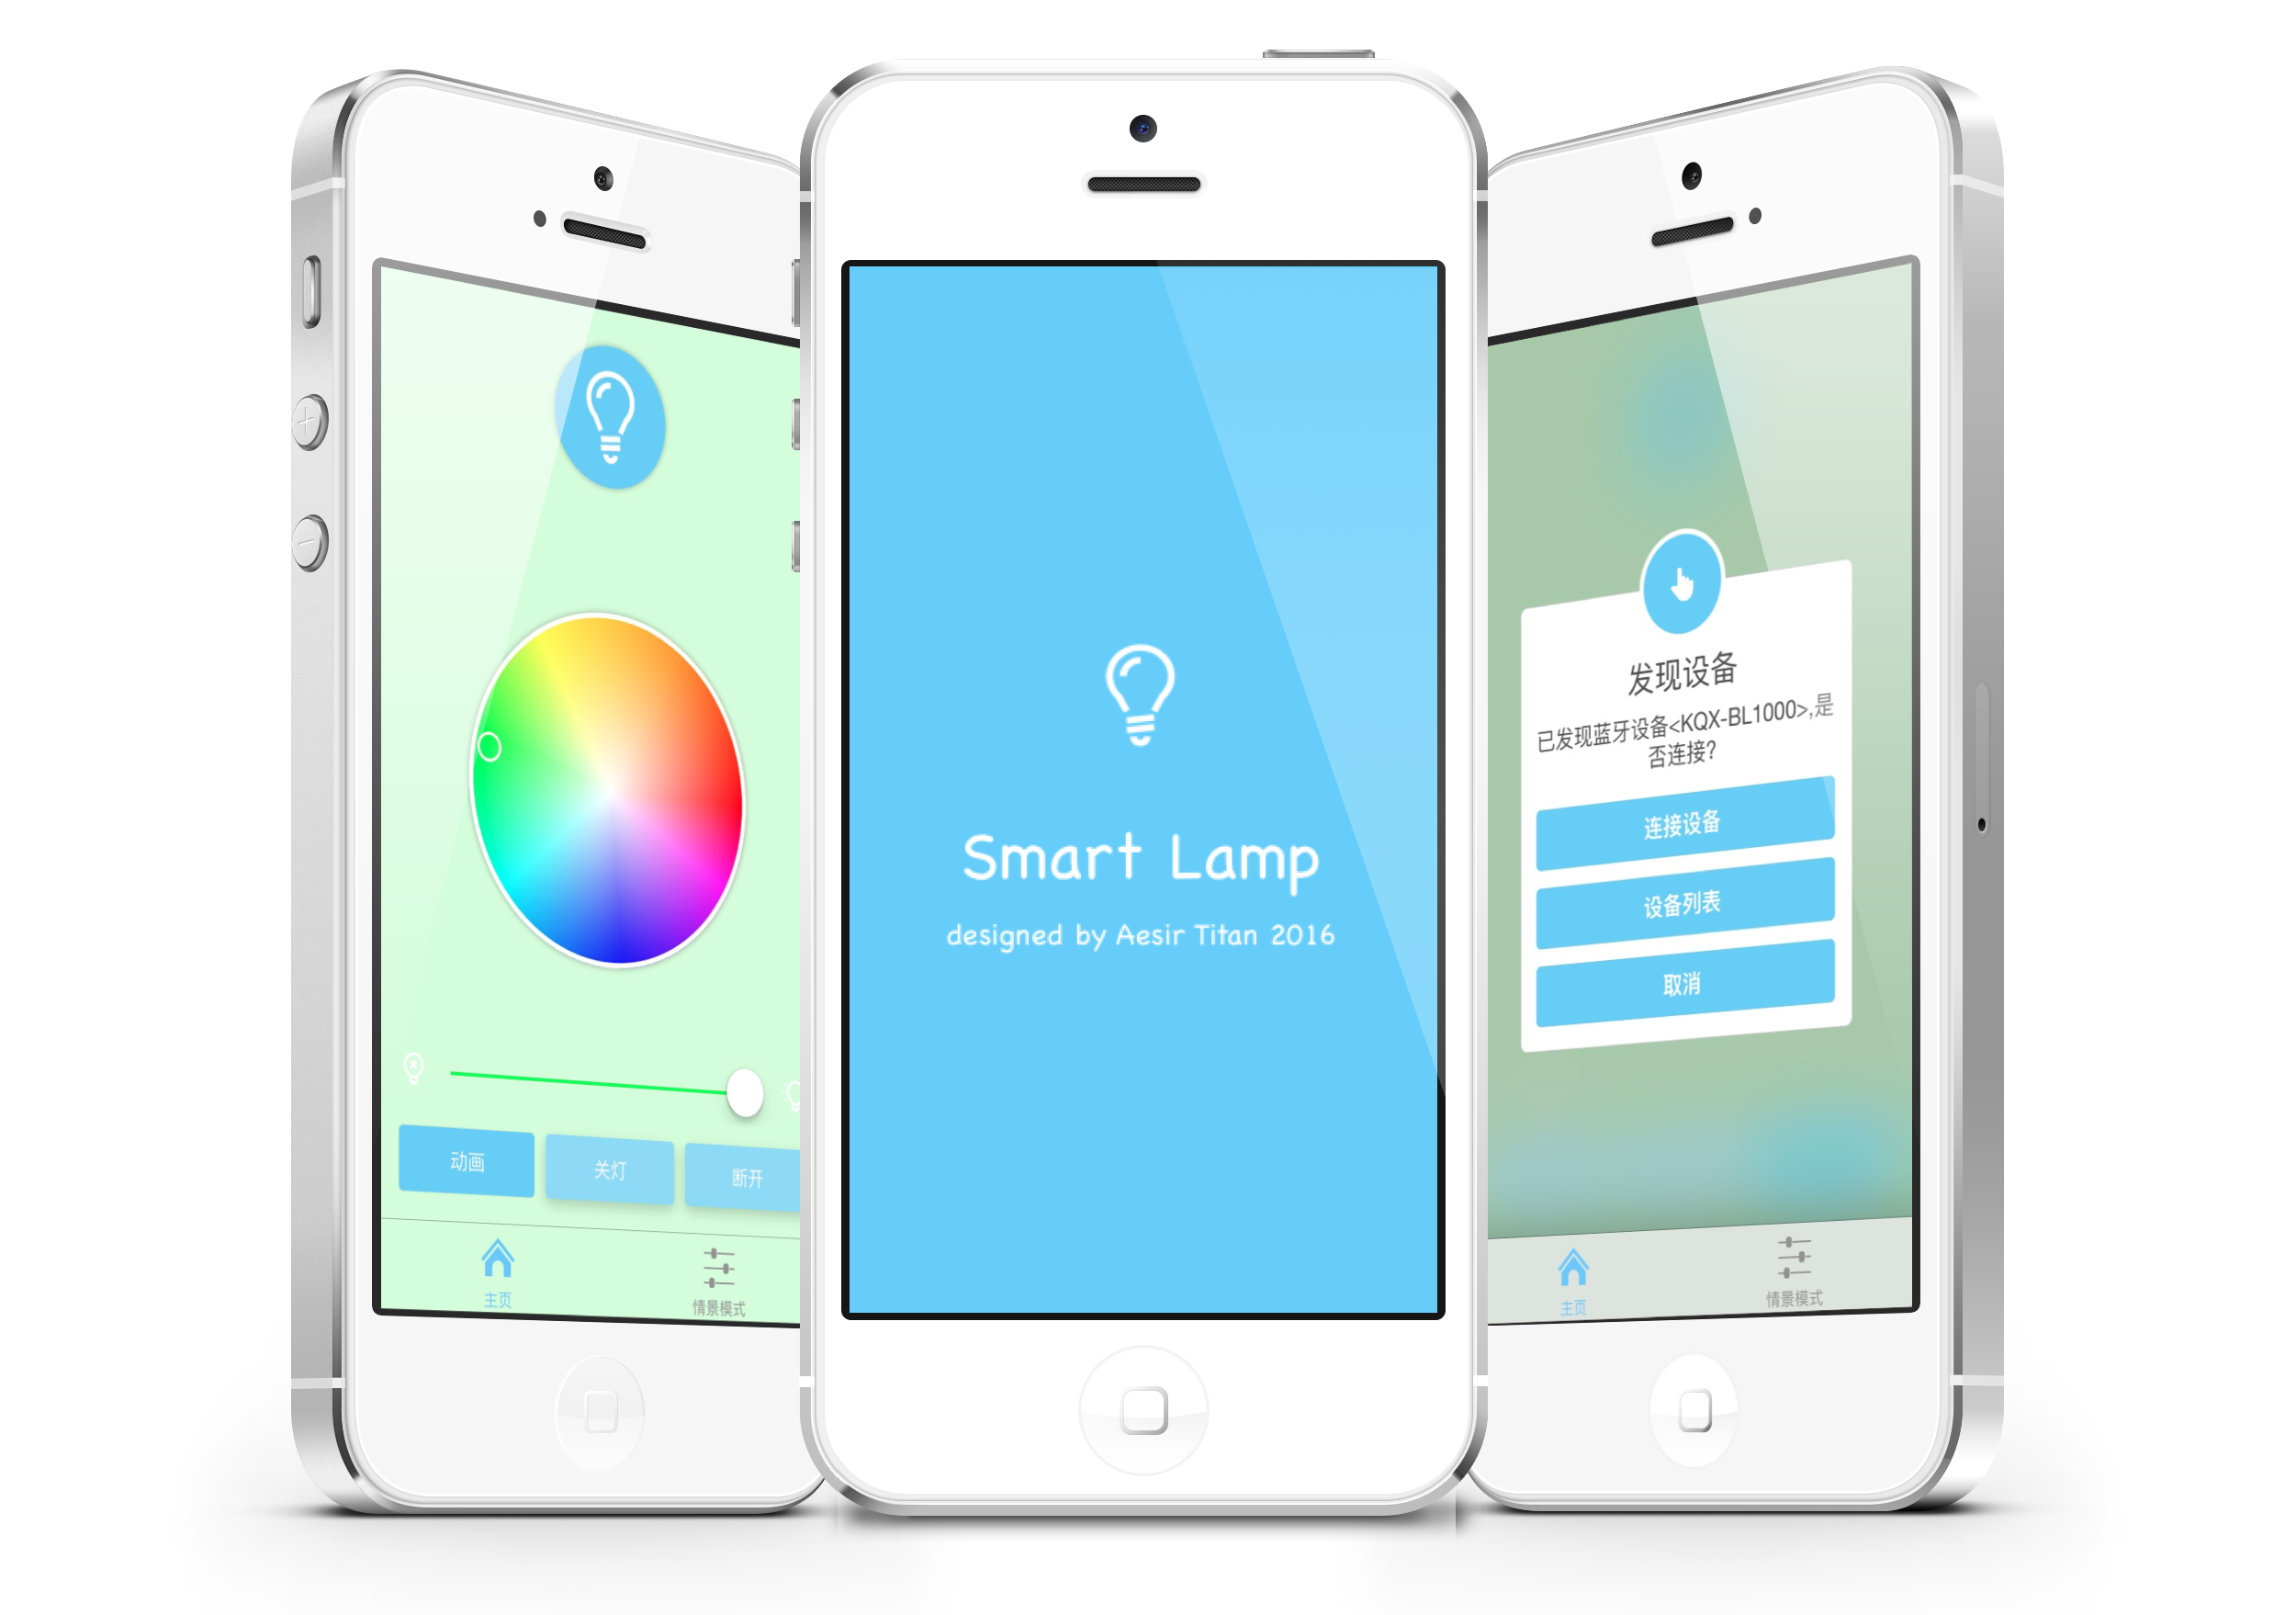 动画
关灯
断开
主页
情景模式
Smart Lamp
designed by Aesir Titan 2016
发现设备
已发现蓝牙设备<KQX-BL1000>,是
否连接?
连接设备
设备列表
取消
主页
情景模式